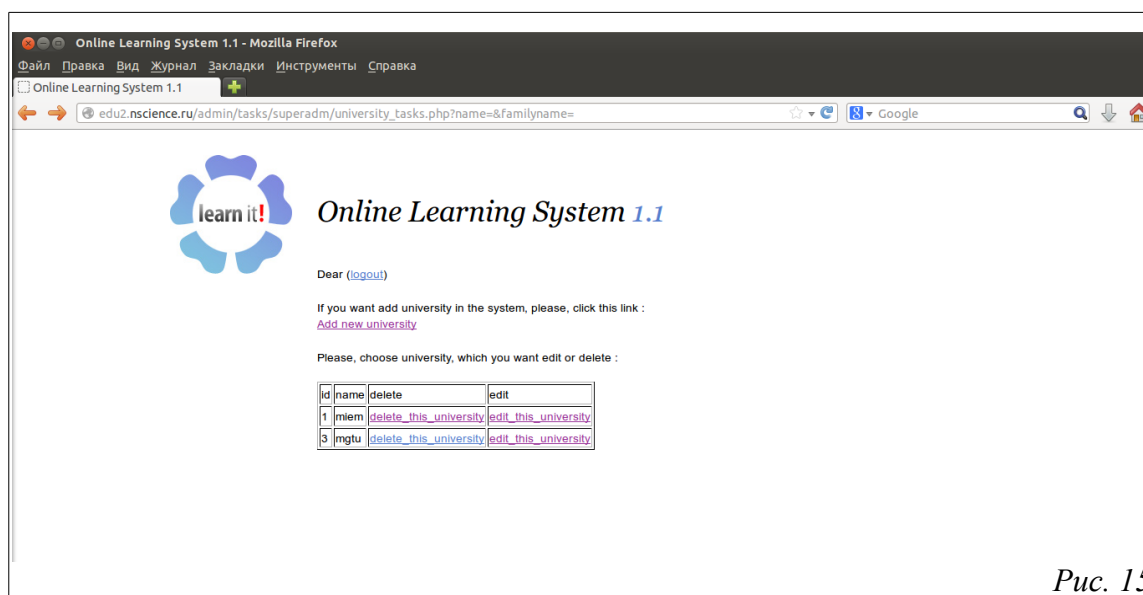 Online Learning System 1.1 - Mozilla Firefox
Файл Правка Вид Журнал Закладки Инструменты Справка
Online Learning System 1.1
edu2.nscience.ru/admin/tasks/superadm/university_tasks.php?name=&familyname=
8 Google
learn it!
Online Learning System 1.1
Dear (logout)
If you want add university in the system, please, click this link :
Add new university
Please, choose university, which you want edit or delete :
id name delete edit
1 miem delete_this_university edit_this_university
3 mgtu delete_this_university edit_this_university
Рис. 15